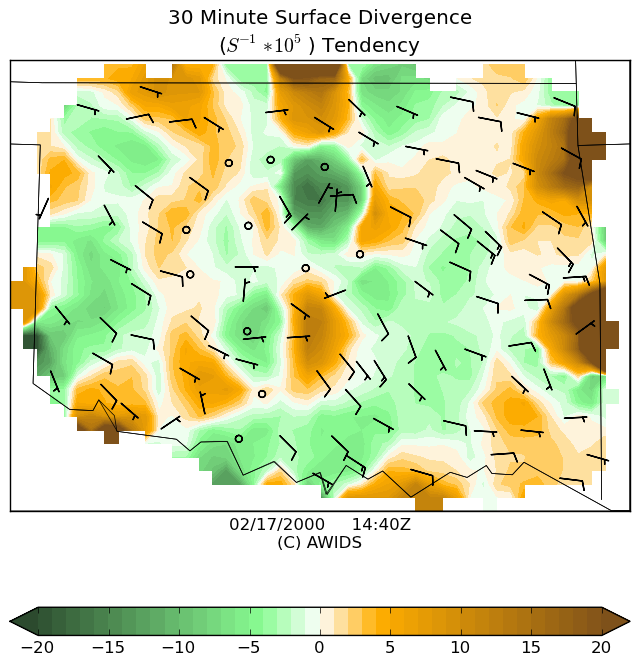 30 Minute Surface Divergence
(S⁻¹ *10⁵ ) Tendency
02/17/2000 14:40Z
(C) AWIDS
−20 −15 −10 −5 0 5 10 15 20